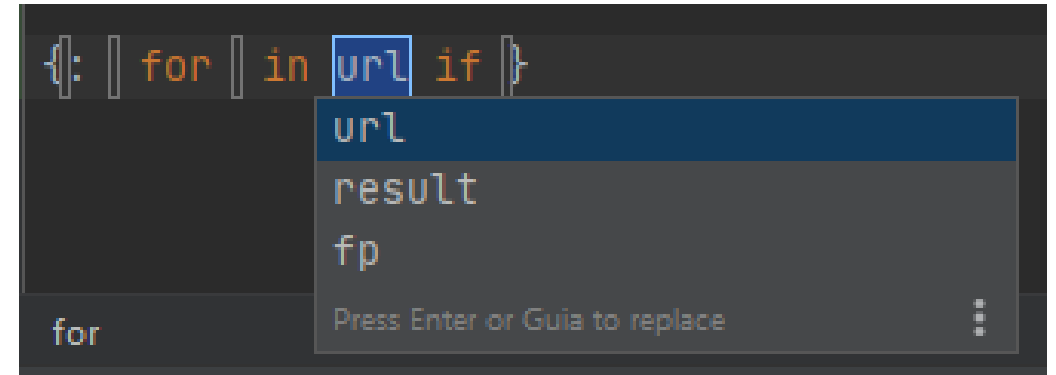 {: for in url if }
url
result
fp
Press Enter or Guia to replace
for